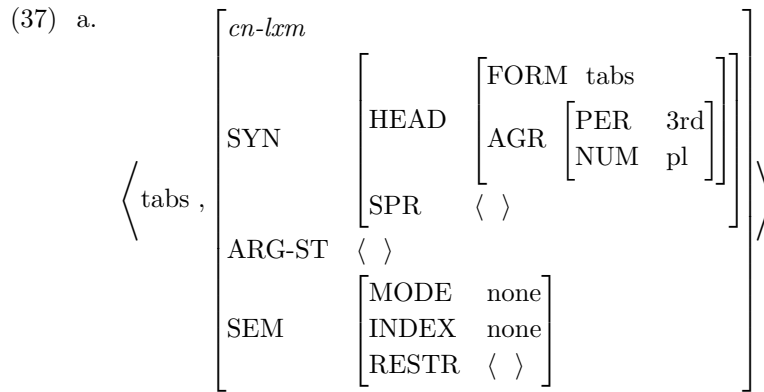 (37) a.
cn-lxm
FORM tabs
HEAD
PER 3rd
SYN
AGR
NUM pl
⟨ tabs ,
SPR ⟨ ⟩
⟩
ARG-ST ⟨ ⟩
MODE none
SEM INDEX none
RESTR ⟨ ⟩